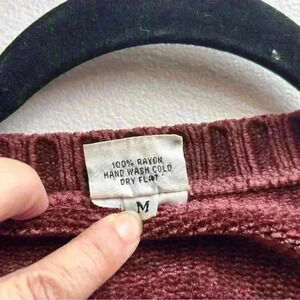 100% RAYON
HAND WASH COLD
DRY FLAT
M